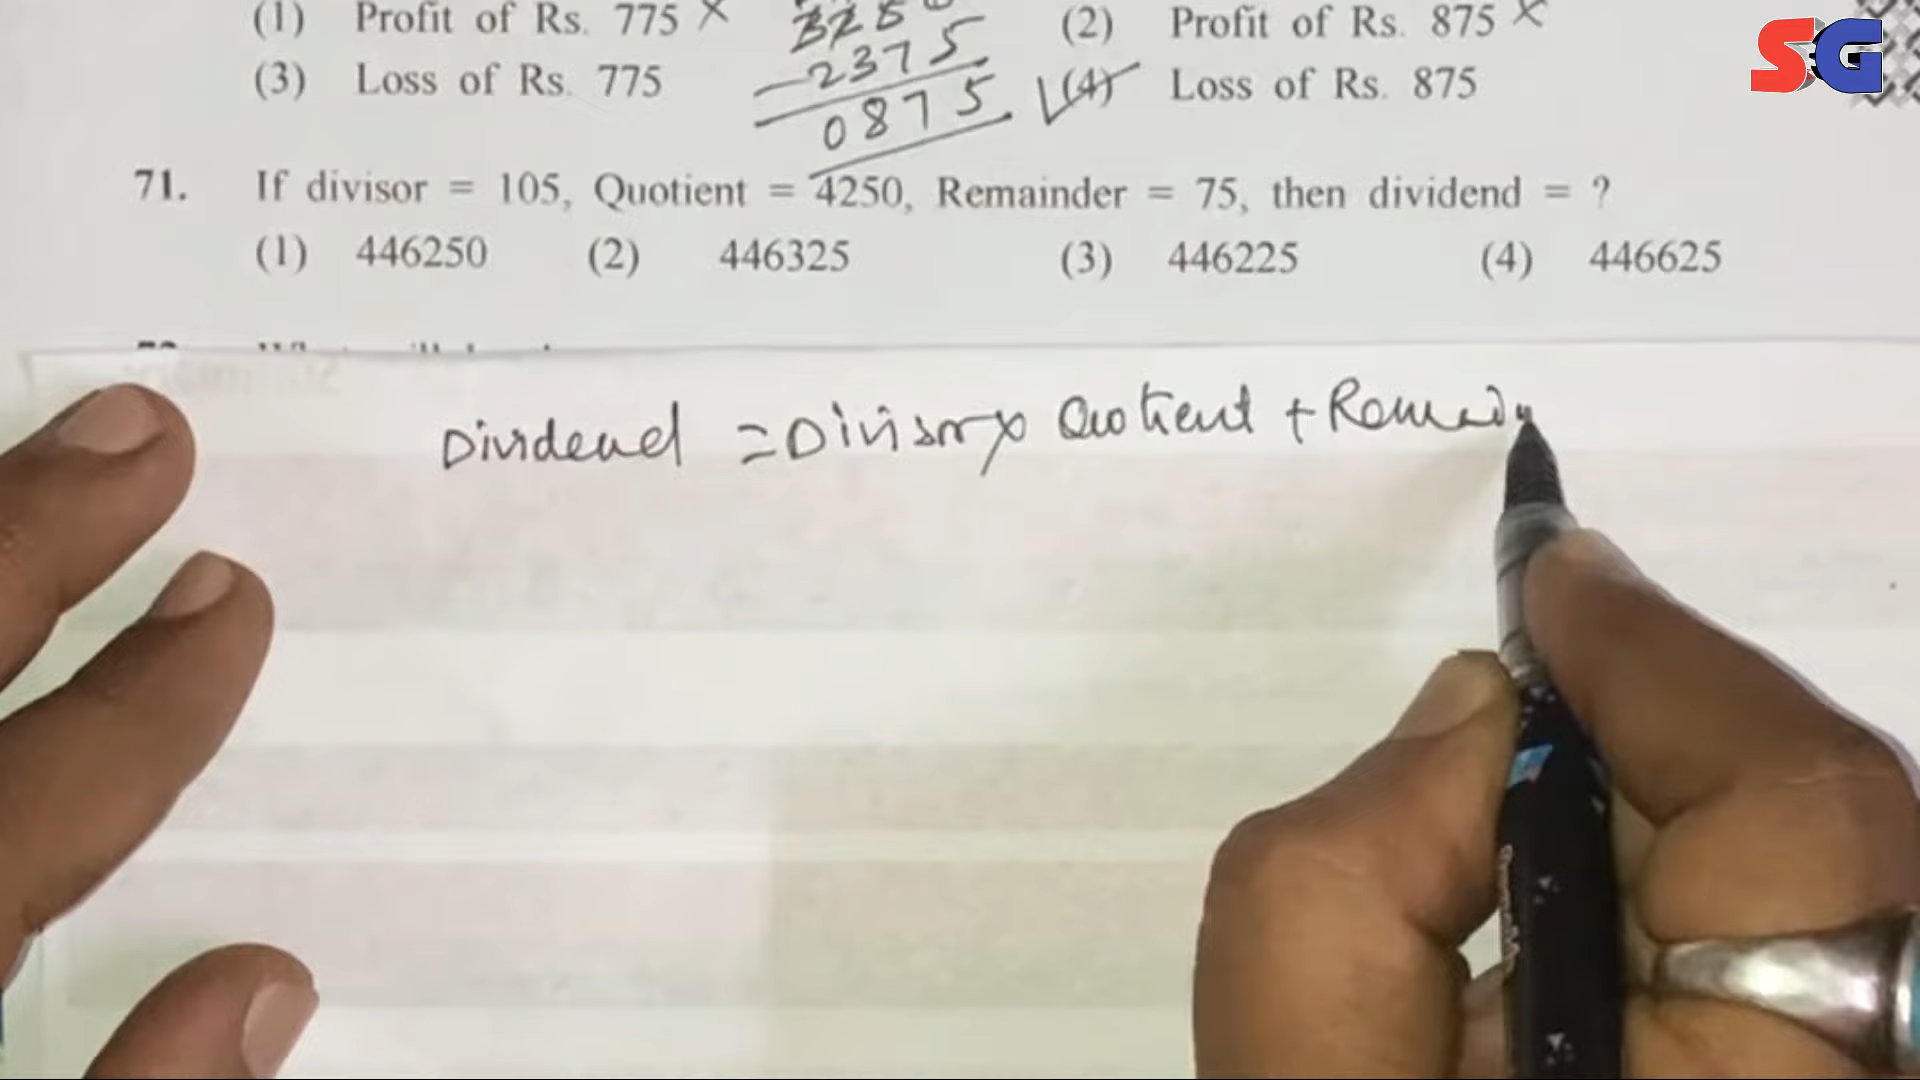 (1) Profit of Rs. 775 × (2) Profit of Rs. 875 ×
SG
2375
(3) Loss of Rs. 775 (4) Loss of Rs. 875
0875
71. If divisor = 105, Quotient = 4250, Remainder = 75, then dividend = ?
(1) 446250 (2) 446325 (3) 446225 (4) 446625
Dividend = Divisor × Quotient + Remain